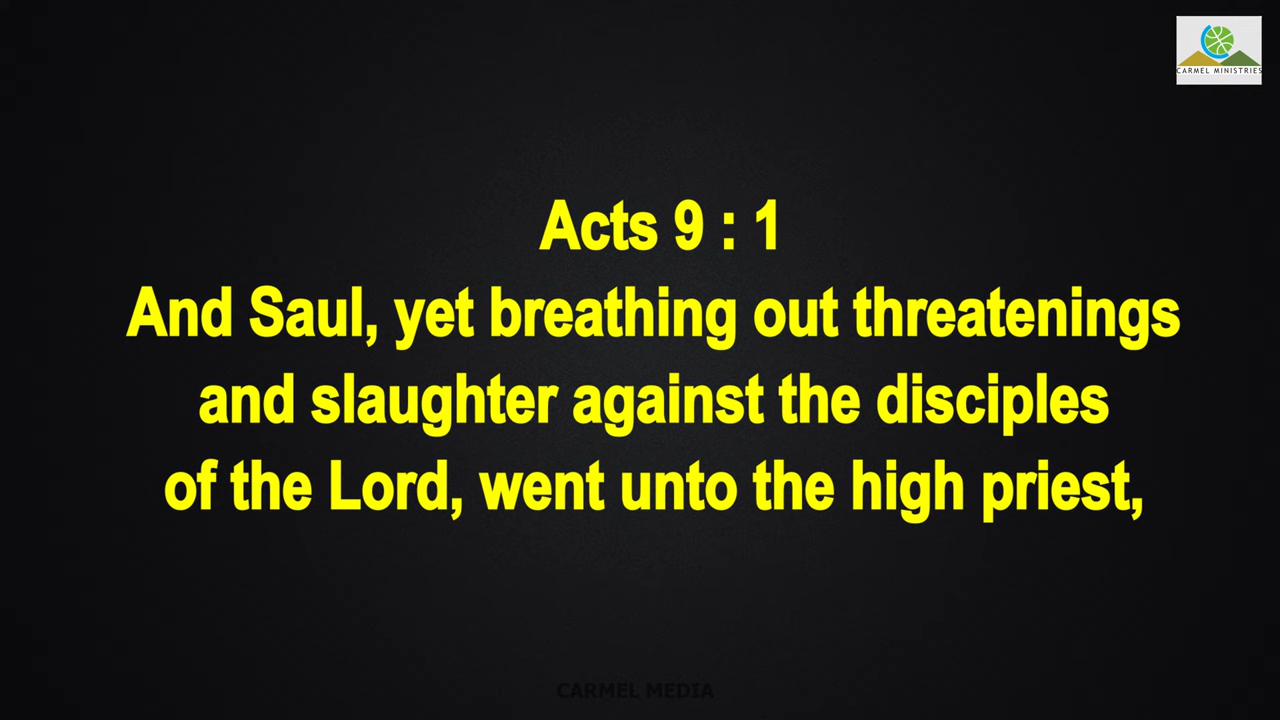 CARMEL MINISTRIES
Acts 9 : 1
And Saul, yet breathing out threatenings
and slaughter against the disciples
of the Lord, went unto the high priest,
CARMEL MEDIA